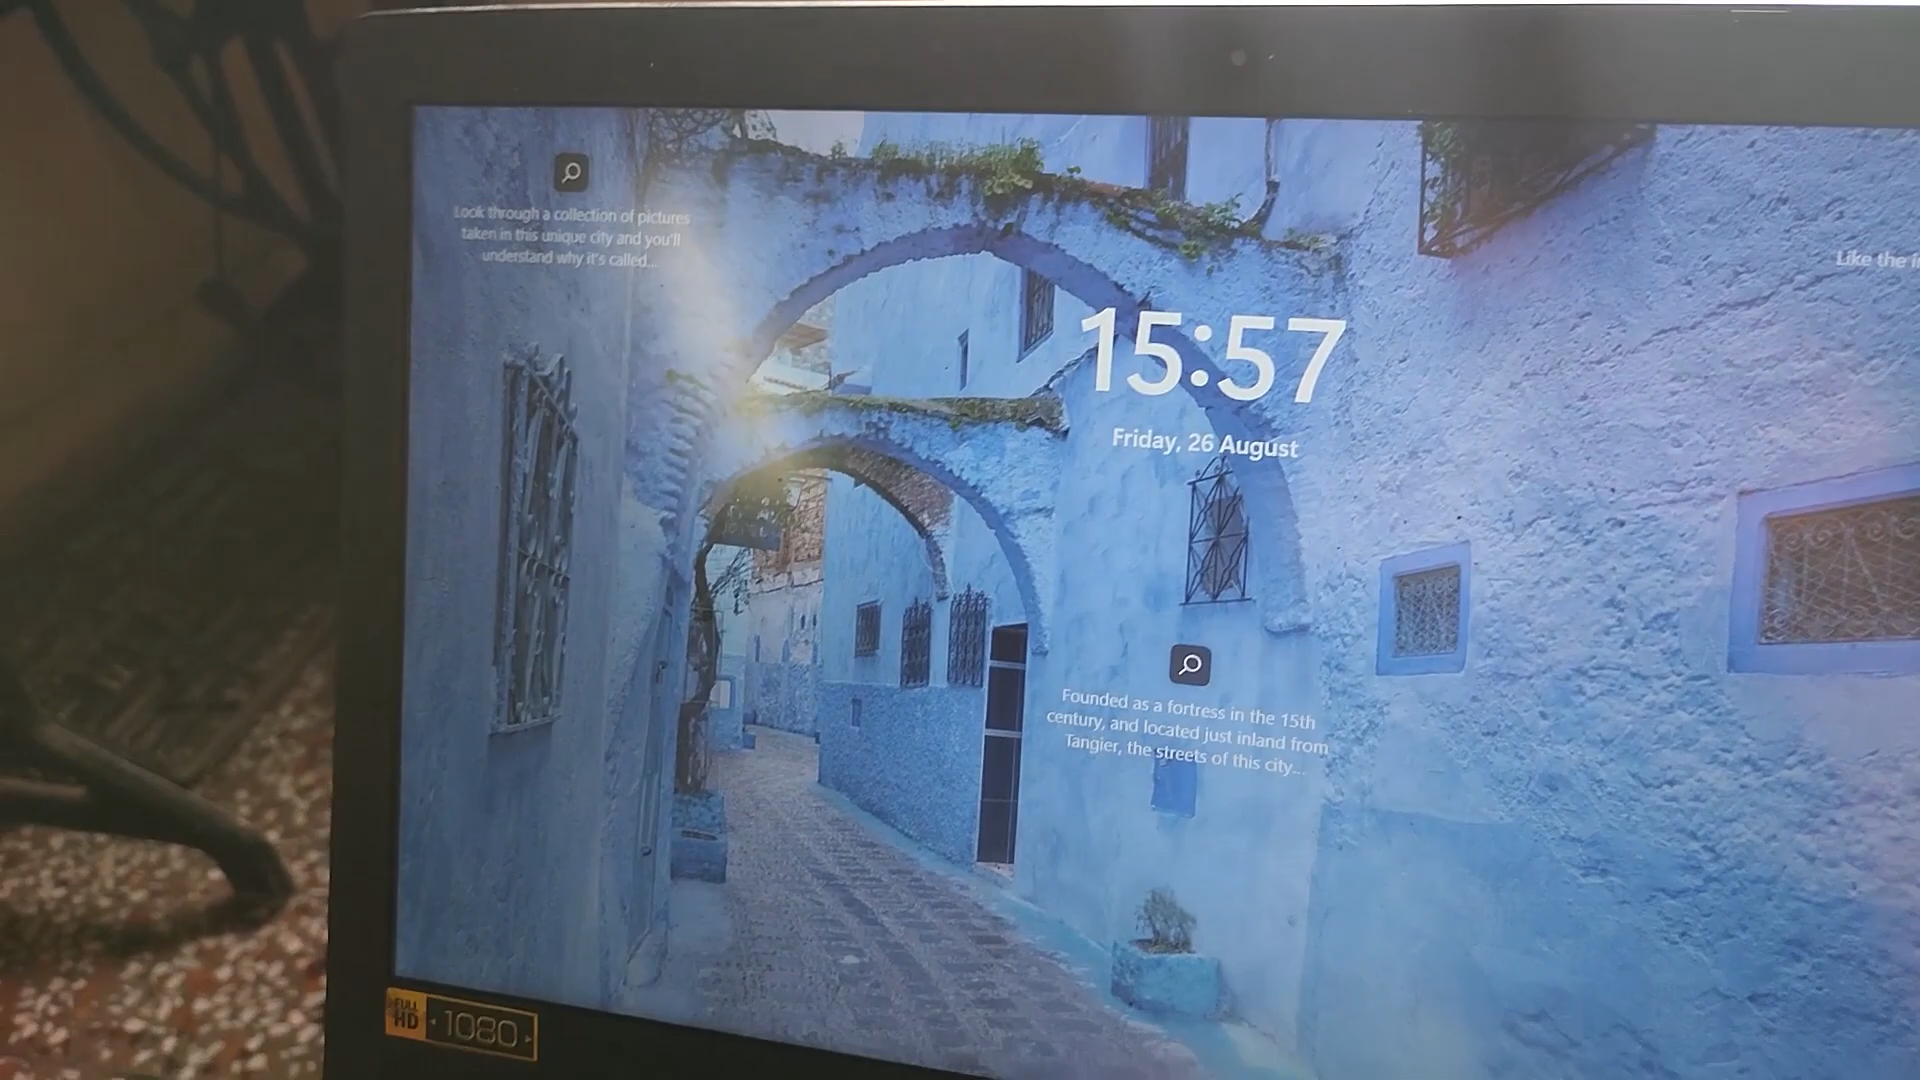 Look through a collection of pictures
taken in this unique city and you'll
understand why it's called...
Like the
15:57
Friday, 26 August
Founded as a fortress in the 15th
century, and located just inland from
Tangier, the streets of this city...
FULL
HD
1080